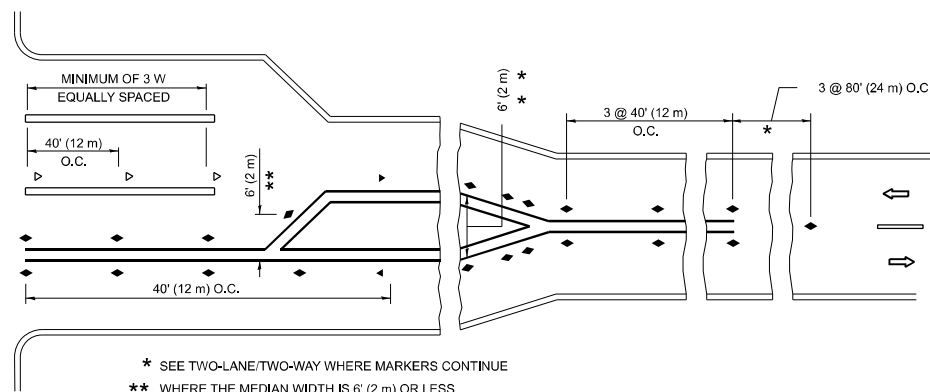 MINIMUM OF 3 W
EQUALLY SPACED
40' (12 m)
O.C.
6' (2 m)
**
40' (12 m) O.C.
6' (2 m) * *
3 @ 40' (12 m)
O.C.
3 @ 80' (24 m) O.C
*
* SEE TWO-LANE/TWO-WAY WHERE MARKERS CONTINUE
** WHERE THE MEDIAN WIDTH IS 6' (2 m) OR LESS